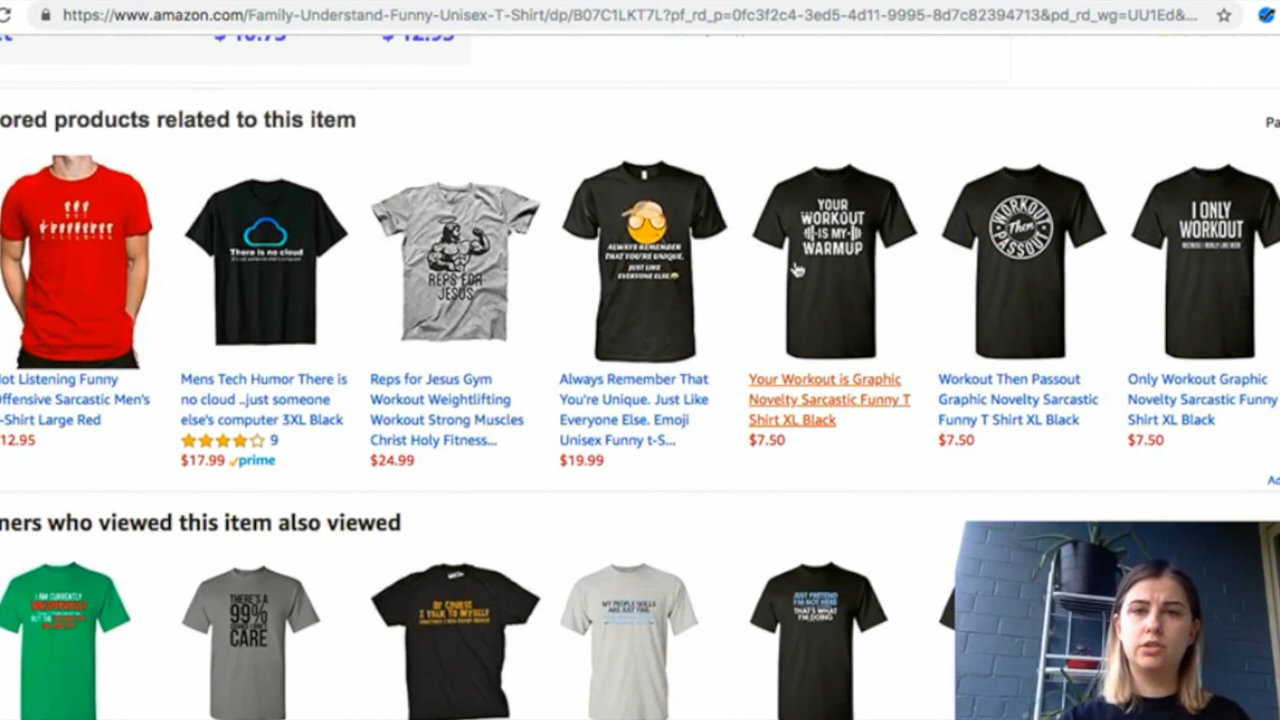 https://www.amazon.com/Family-Understand-Funny-Unisex-T-Shirt/dp/B07C1LKT7L?pf_rd_p=0fc3f2c4-3ed5-4d11-9995-8d7c82394713&pd_rd_wg=UU1Ed&...
ored products related to this item
Pa
There is no cloud
REPS FOR
JESUS
ALWAYS REMEMBER
THAT YOU'RE UNIQUE.
JUST LIKE
EVERYONE ELSE.
YOUR
WORKOUT
IS MY
WARMUP
WORKOUT
Then
PASSOUT
I ONLY
WORKOUT
BECAUSE I REALLY LIKE BEER
ot Listening Funny
ffensive Sarcastic Men's
-Shirt Large Red
12.95
Mens Tech Humor There is
no cloud ..just someone
else's computer 3XL Black
9
$17.99 prime
Reps for Jesus Gym
Workout Weightlifting
Workout Strong Muscles
Christ Holy Fitness...
$24.99
Always Remember That
You're Unique. Just Like
Everyone Else. Emoji
Unisex Funny t-S...
$19.99
Your Workout is Graphic
Novelty Sarcastic Funny T
Shirt XL Black
$7.50
Workout Then Passout
Graphic Novelty Sarcastic
Funny T Shirt XL Black
$7.50
Only Workout Graphic
Novelty Sarcastic Funny
Shirt XL Black
$7.50
ners who viewed this item also viewed
I AM CURRENTLY
THERE'S A
99%
CARE
OF COURSE
I TALK TO MYSELF
MY PEOPLE SKILLS
ARE JUST FINE
JUST PRETEND
I'M NOT HERE
THAT'S WHAT
I'M DOING